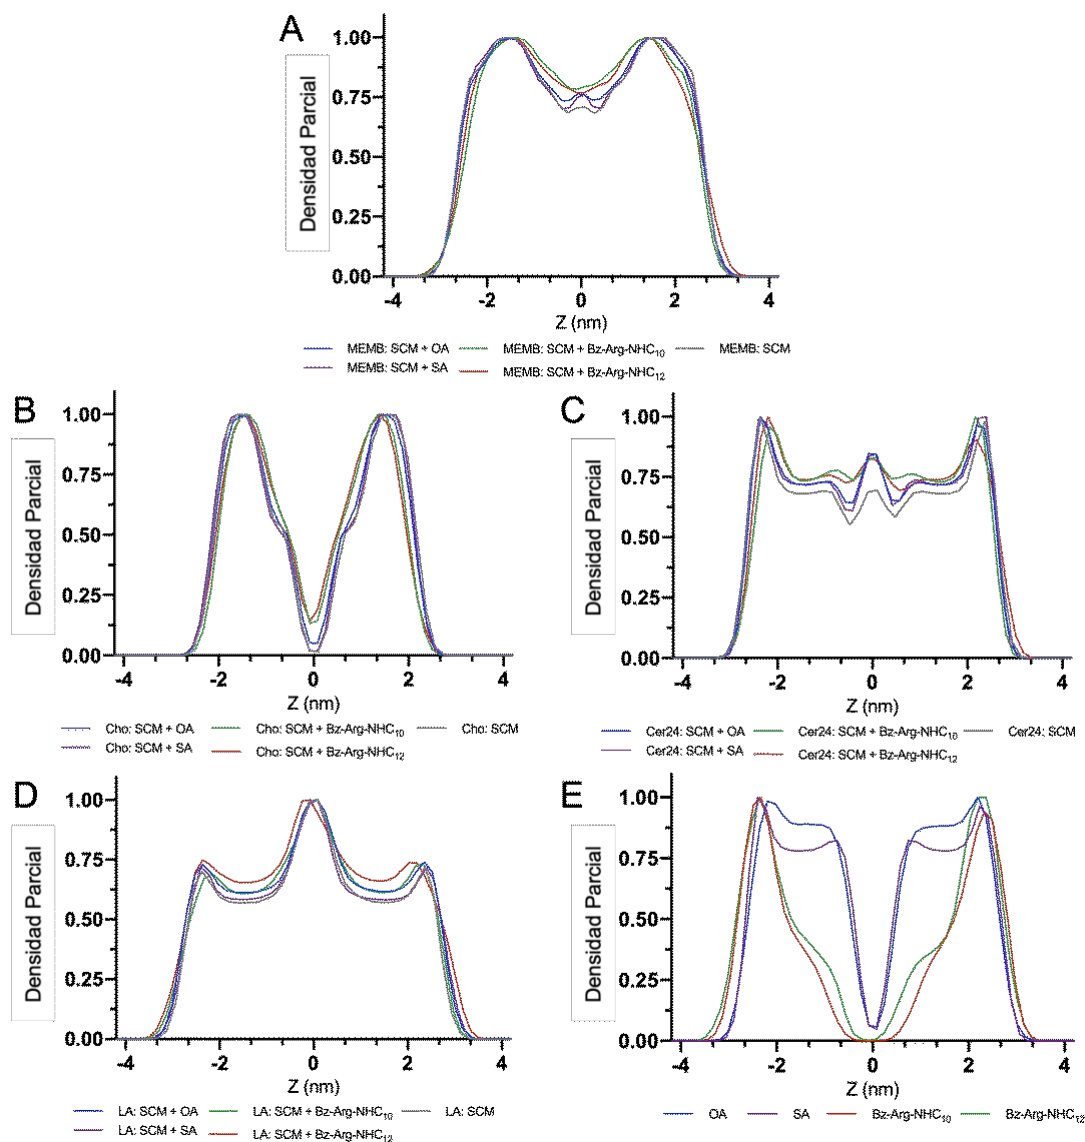 A
Densidad Parcial
1.00
0.75
0.50
0.25
0.00
-4 -2 0 2 4
Z (nm)
MEMB: SCM + OA MEMB: SCM + Bz-Arg-NHC10 MEMB: SCM
MEMB: SCM + SA MEMB: SCM + Bz-Arg-NHC12
B
Densidad Parcial
1.00
0.75
0.50
0.25
0.00
-4 -2 0 2 4
Z (nm)
Cho: SCM + OA Cho: SCM + Bz-Arg-NHC10 Cho: SCM
Cho: SCM + SA Cho: SCM + Bz-Arg-NHC12
C
Densidad Parcial
1.00
0.75
0.50
0.25
0.00
-4 -2 0 2 4
Z (nm)
Cer24: SCM + OA Cer24: SCM + Bz-Arg-NHC10 Cer24: SCM
Cer24: SCM + SA Cer24: SCM + Bz-Arg-NHC12
D
Densidad Parcial
1.00
0.75
0.50
0.25
0.00
-4 -2 0 2 4
Z (nm)
LA: SCM + OA LA: SCM + Bz-Arg-NHC10 LA: SCM
LA: SCM + SA LA: SCM + Bz-Arg-NHC12
E
Densidad Parcial
1.00
0.75
0.50
0.25
0.00
-4 -2 0 2 4
Z (nm)
OA SA Bz-Arg-NHC10 Bz-Arg-NHC12